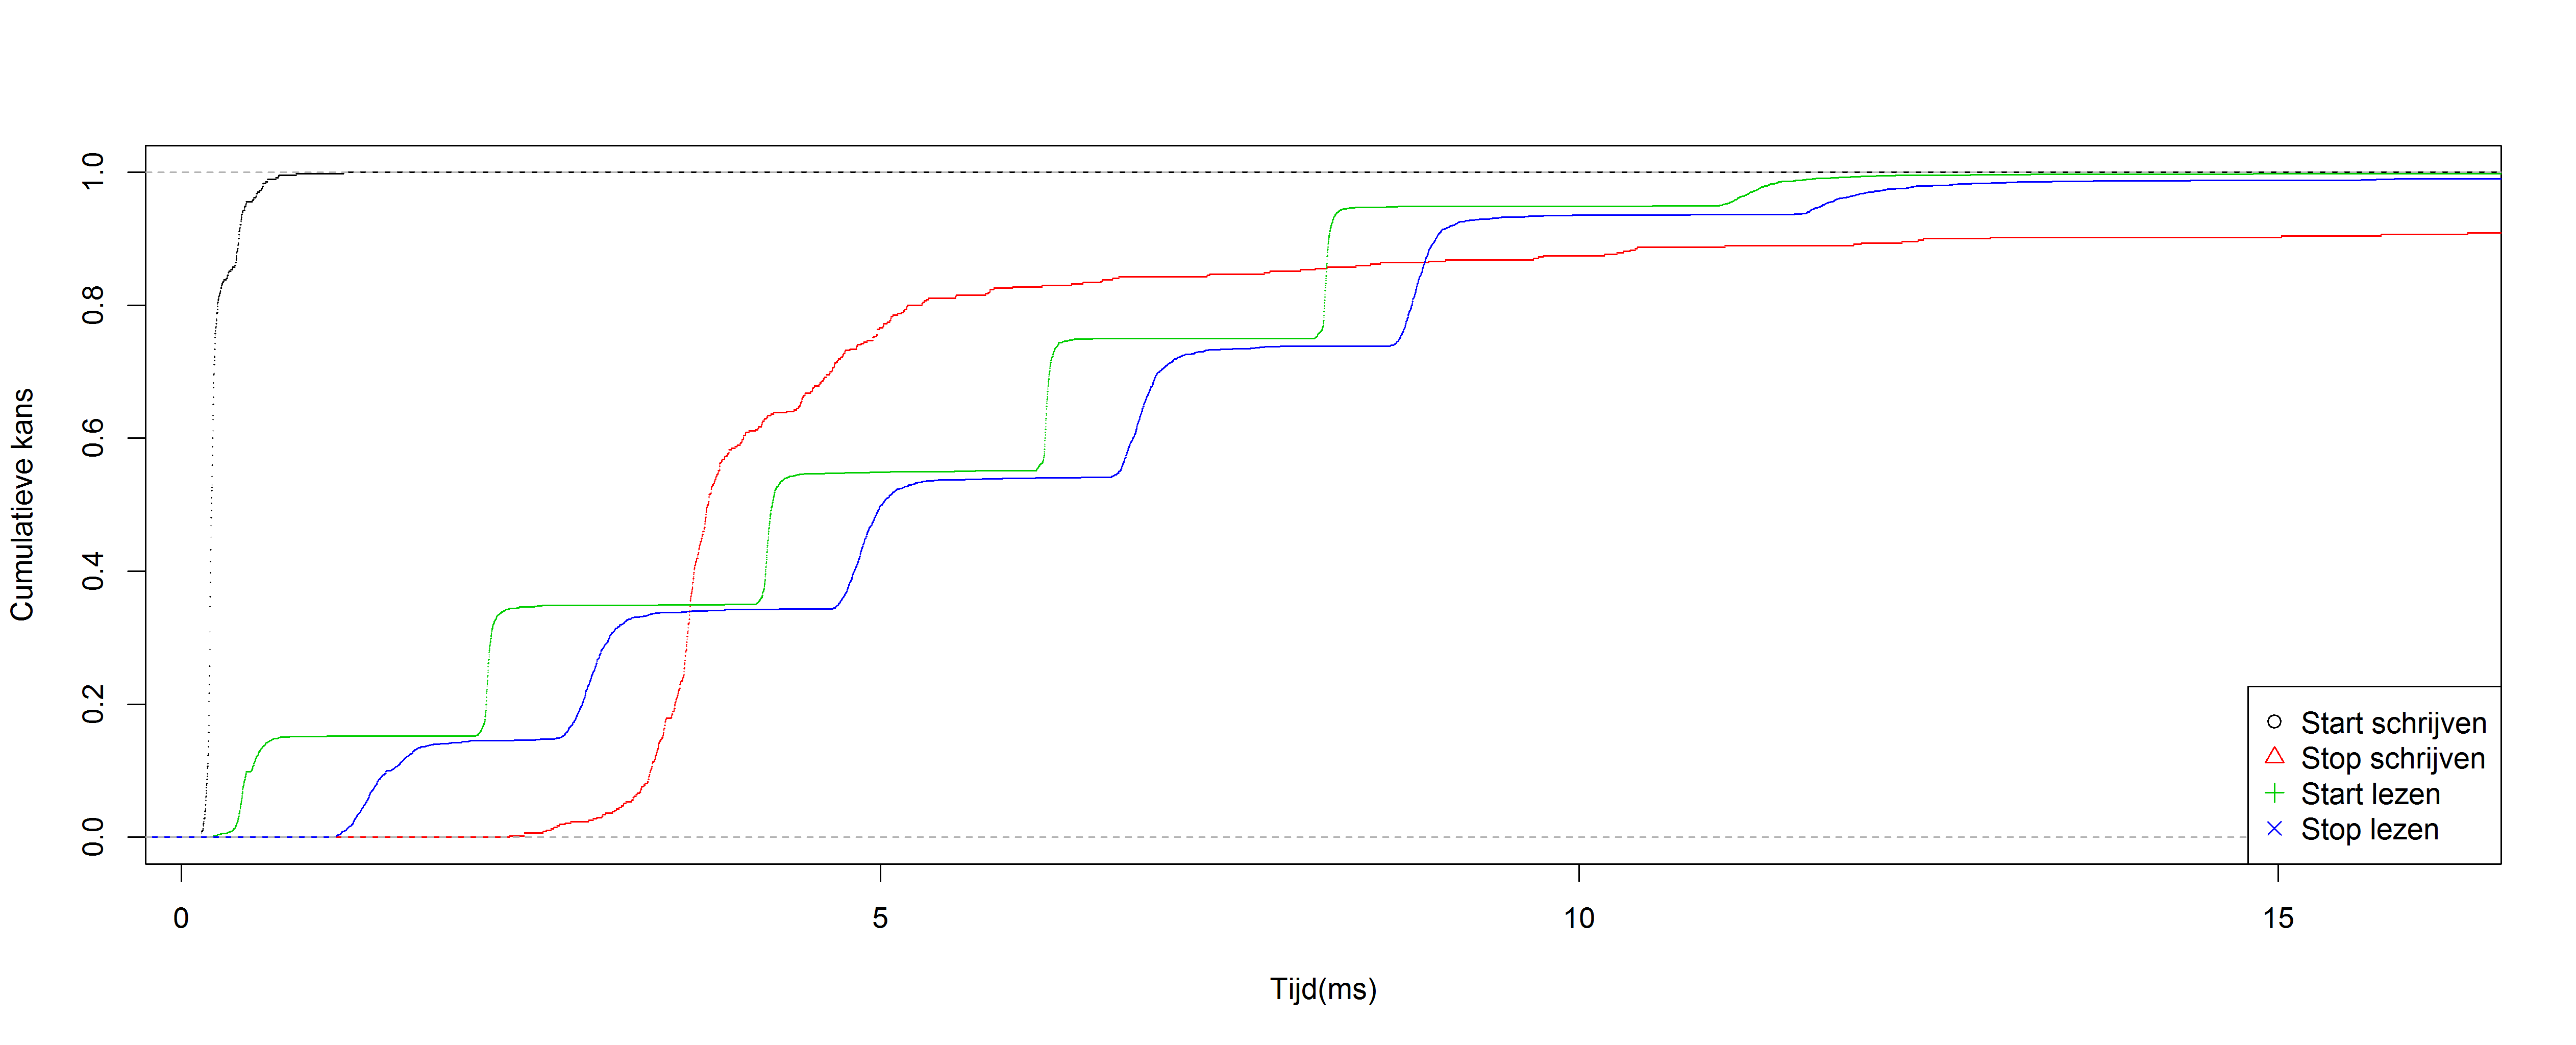 Cumulatieve kans
1.0
0.8
0.6
0.4
0.2
0.0
0 5 10 15
Tijd(ms)
Start schrijven
Stop schrijven
Start lezen
Stop lezen